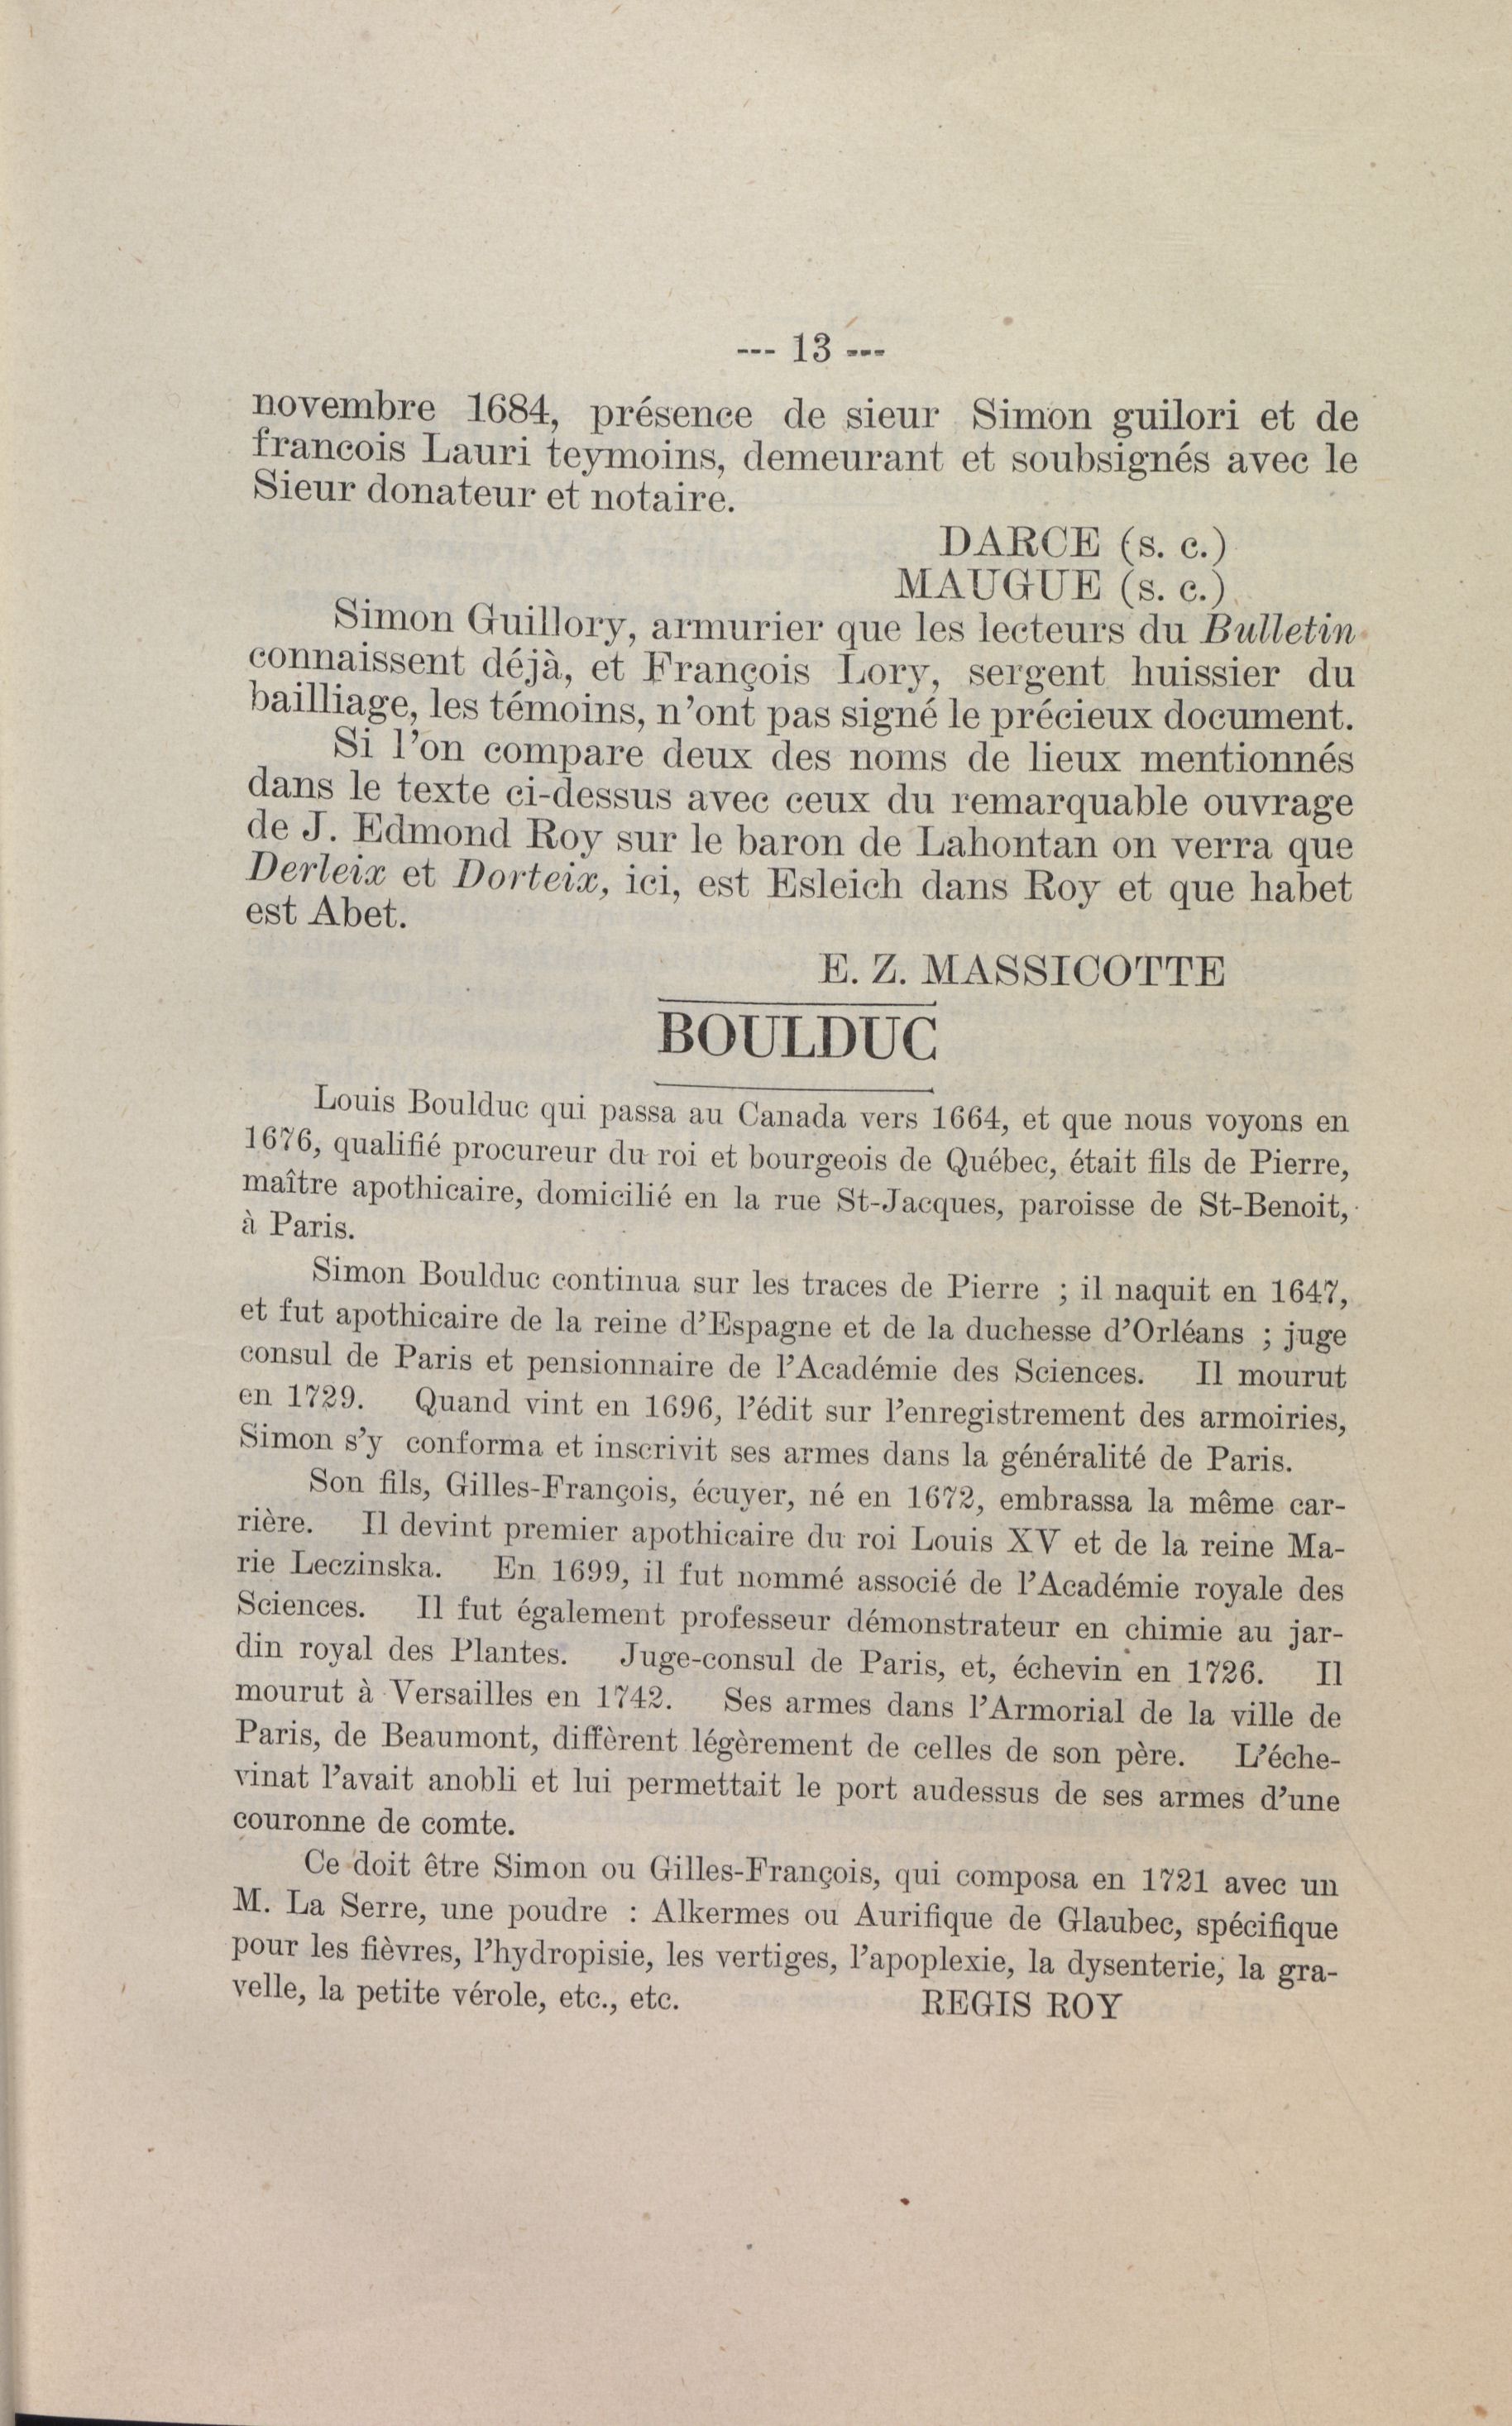 --- 13 ---
novembre 1684, présence de sieur Simon guilori et de
francois Lauri teymoins, demeurant et soubsignés avec le
Sieur donateur et notaire.
DARCE (s. c.)
MAUGUE (s. c.)
Simon Guillory, armurier que les lecteurs du Bulletin
connaissent déjà, et François Lory, sergent huissier du
bailliage, les témoins, n'ont pas signé le précieux document.
Si l'on compare deux des noms de lieux mentionnés
dans le texte ci-dessus avec ceux du remarquable ouvrage
de J. Edmond Roy sur le baron de Lahontan on verra que
Derleix et Dorteix, ici, est Esleich dans Roy et que habet
est Abet.
E. Z. MASSICOTTE
BOULDUC
Louis Boulduc qui passa au Canada vers 1664, et que nous voyons en
1676, qualifié procureur du roi et bourgeois de Québec, était fils de Pierre,
maître apothicaire, domicilié en la rue St-Jacques, paroisse de St-Benoit,
à Paris.
Simon Boulduc continua sur les traces de Pierre ; il naquit en 1647,
et fut apothicaire de la reine d'Espagne et de la duchesse d'Orléans ; juge
consul de Paris et pensionnaire de l'Académie des Sciences. Il mourut
en 1729. Quand vint en 1696, l'édit sur l'enregistrement des armoiries,
Simon s'y conforma et inscrivit ses armes dans la généralité de Paris.
Son fils, Gilles-François, écuyer, né en 1672, embrassa la même car-
rière. Il devint premier apothicaire du roi Louis XV et de la reine Ma-
rie Leczinska. En 1699, il fut nommé associé de l'Académie royale des
Sciences. Il fut également professeur démonstrateur en chimie au jar-
din royal des Plantes. Juge-consul de Paris, et, échevin en 1726. Il
mourut à Versailles en 1742. Ses armes dans l'Armorial de la ville de
Paris, de Beaumont, diffèrent légèrement de celles de son père. L'éche-
vinat l'avait anobli et lui permettait le port audessus de ses armes d'une
couronne de comte.
Ce doit être Simon ou Gilles-François, qui composa en 1721 avec un
M. La Serre, une poudre : Alkermes ou Aurifique de Glaubec, spécifique
pour les fièvres, l'hydropisie, les vertiges, l'apoplexie, la dysenterie, la gra-
velle, la petite vérole, etc., etc. REGIS ROY